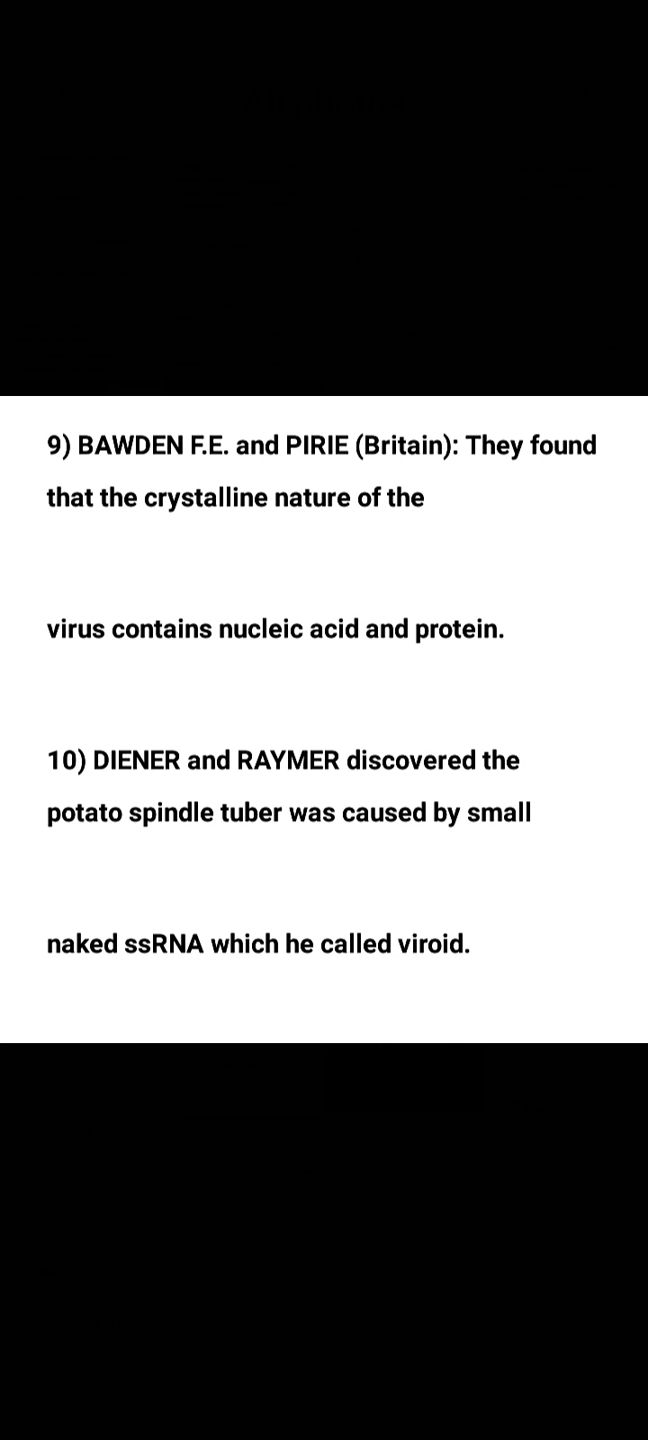 9) BAWDEN F.E. and PIRIE (Britain): They found
that the crystalline nature of the
virus contains nucleic acid and protein.
10) DIENER and RAYMER discovered the
potato spindle tuber was caused by small
naked ssRNA which he called viroid.